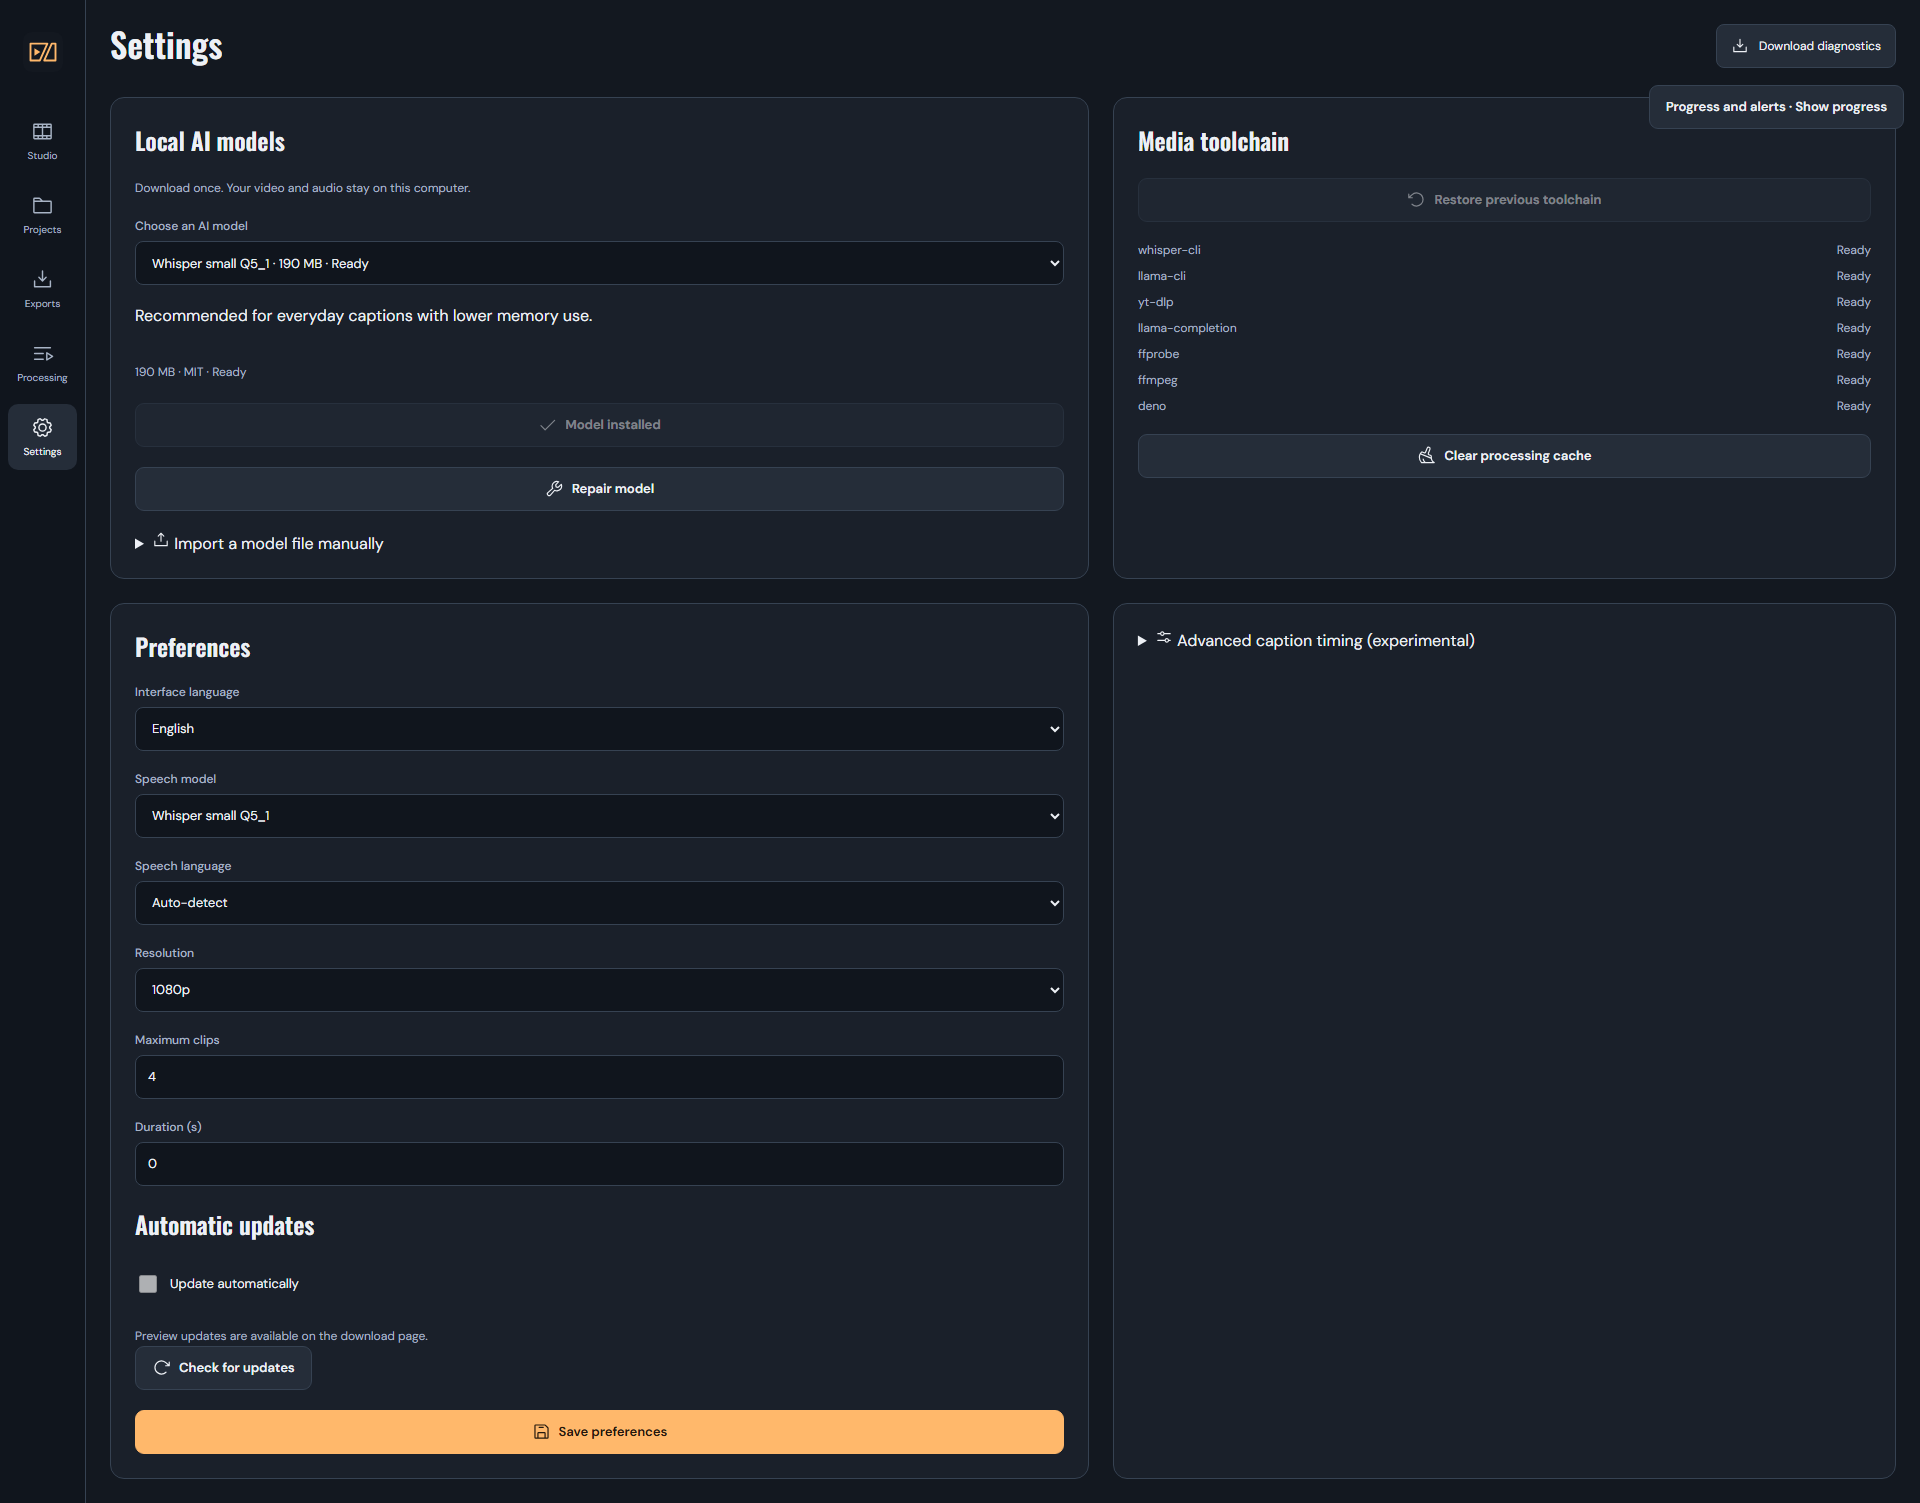 Settings
Download diagnostics
Progress and alerts · Show progress
Studio
Projects
Exports
Processing
Settings
Local AI models
Download once. Your video and audio stay on this computer.
Choose an AI model
Whisper small Q5_1 · 190 MB · Ready
Recommended for everyday captions with lower memory use.
190 MB · MIT · Ready
Model installed
Repair model
Import a model file manually
Media toolchain
Restore previous toolchain
whisper-cli Ready
llama-cli Ready
yt-dlp Ready
llama-completion Ready
ffprobe Ready
ffmpeg Ready
deno Ready
Clear processing cache
Preferences
Interface language
English
Speech model
Whisper small Q5_1
Speech language
Auto-detect
Resolution
1080p
Maximum clips
4
Duration (s)
0
Automatic updates
Update automatically
Preview updates are available on the download page.
Check for updates
Save preferences
Advanced caption timing (experimental)